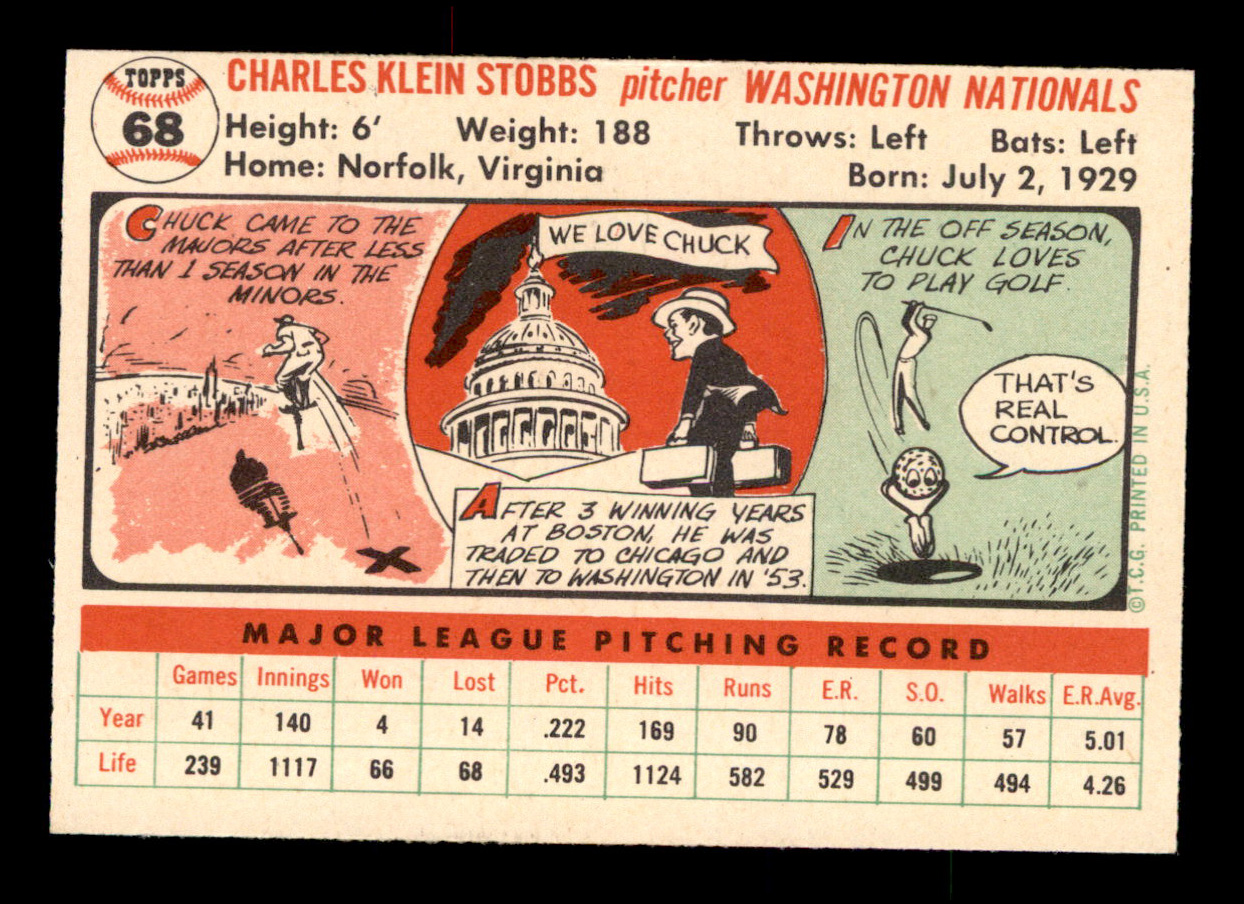 TOPPS
68
CHARLES KLEIN STOBBS pitcher WASHINGTON NATIONALS
Height: 6' Weight: 188 Throws: Left Bats: Left
Home: Norfolk, Virginia Born: July 2, 1929
CHUCK CAME TO THE
MAJORS AFTER LESS
THAN 1 SEASON IN THE
MINORS.
WE LOVE CHUCK
AFTER 3 WINNING YEARS
AT BOSTON, HE WAS
TRADED TO CHICAGO AND
THEN TO WASHINGTON IN '53.
IN THE OFF SEASON,
CHUCK LOVES
TO PLAY GOLF.
THAT'S
REAL
CONTROL.
©T.C.G. PRINTED IN U.S.A.
MAJOR LEAGUE PITCHING RECORD
Games Innings Won Lost Pct. Hits Runs E.R. S.O. Walks E.R.Avg.
Year 41 140 4 14 .222 169 90 78 60 57 5.01
Life 239 1117 66 68 .493 1124 582 529 499 494 4.26